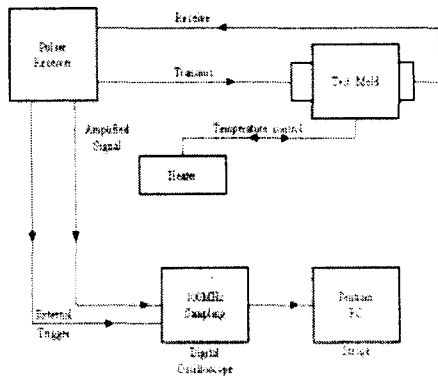 Receive
Pulser
Receiver
Transmit
Test Mold
Amplified
Signal
Temperature control
Heater
100MHz
Sampling
Pentium
PC
External
Trigger
Digital
Oscilloscope